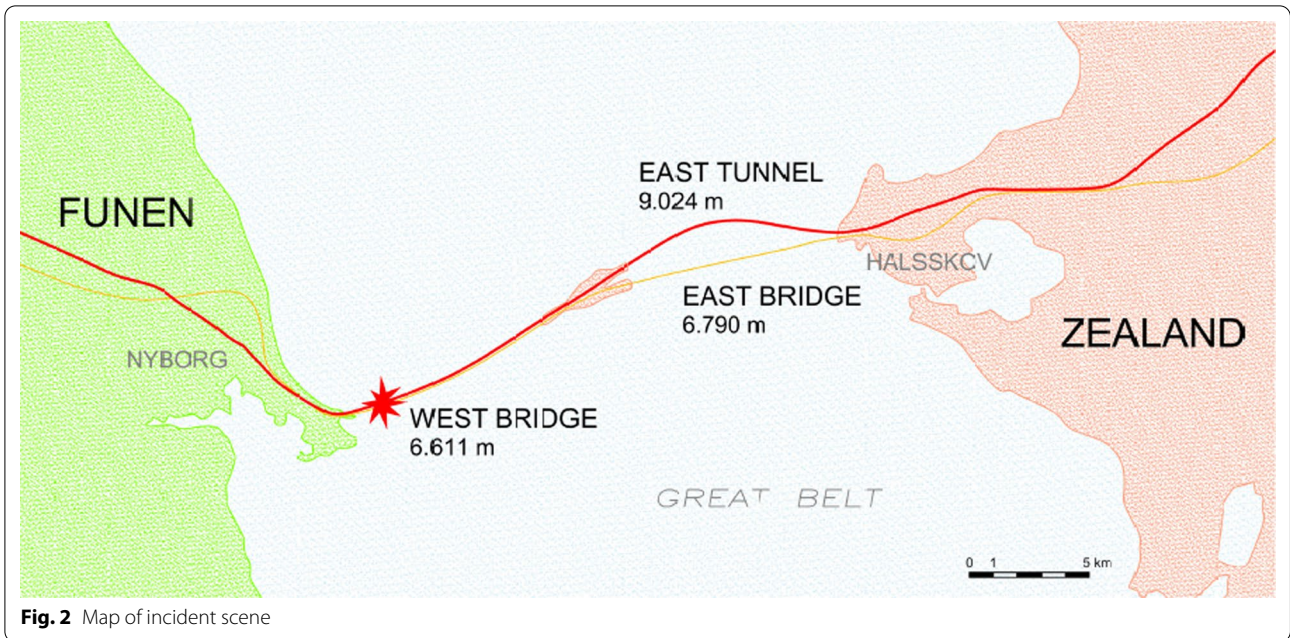 EAST TUNNEL
9.024 m
FUNEN
HALSSKCV
EAST BRIDGE
6.790 m
ZEALAND
NYBORG
WEST BRIDGE
6.611 m
GREAT BELT
0 1 5 km
Fig. 2 Map of incident scene